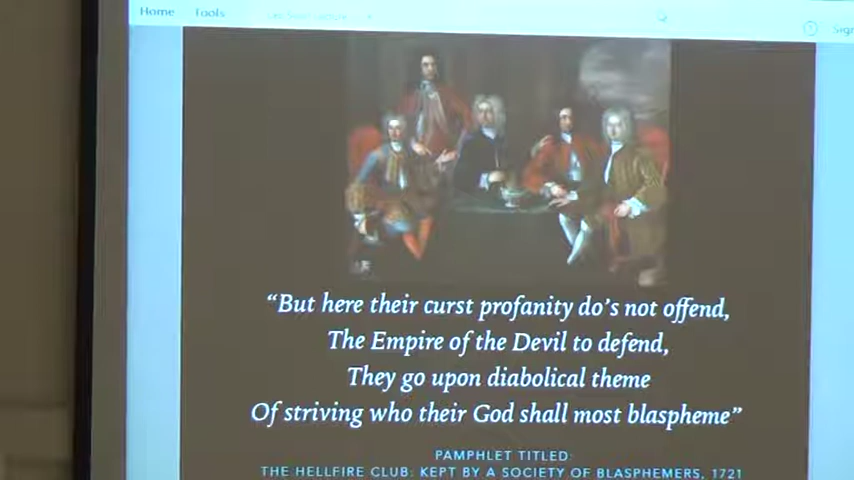 Home Tools
Sign
“But here their curst profanity do’s not offend,
The Empire of the Devil to defend,
They go upon diabolical theme
Of striving who their God shall most blaspheme”
PAMPHLET TITLED:
THE HELLFIRE CLUB: KEPT BY A SOCIETY OF BLASPHEMERS, 1721